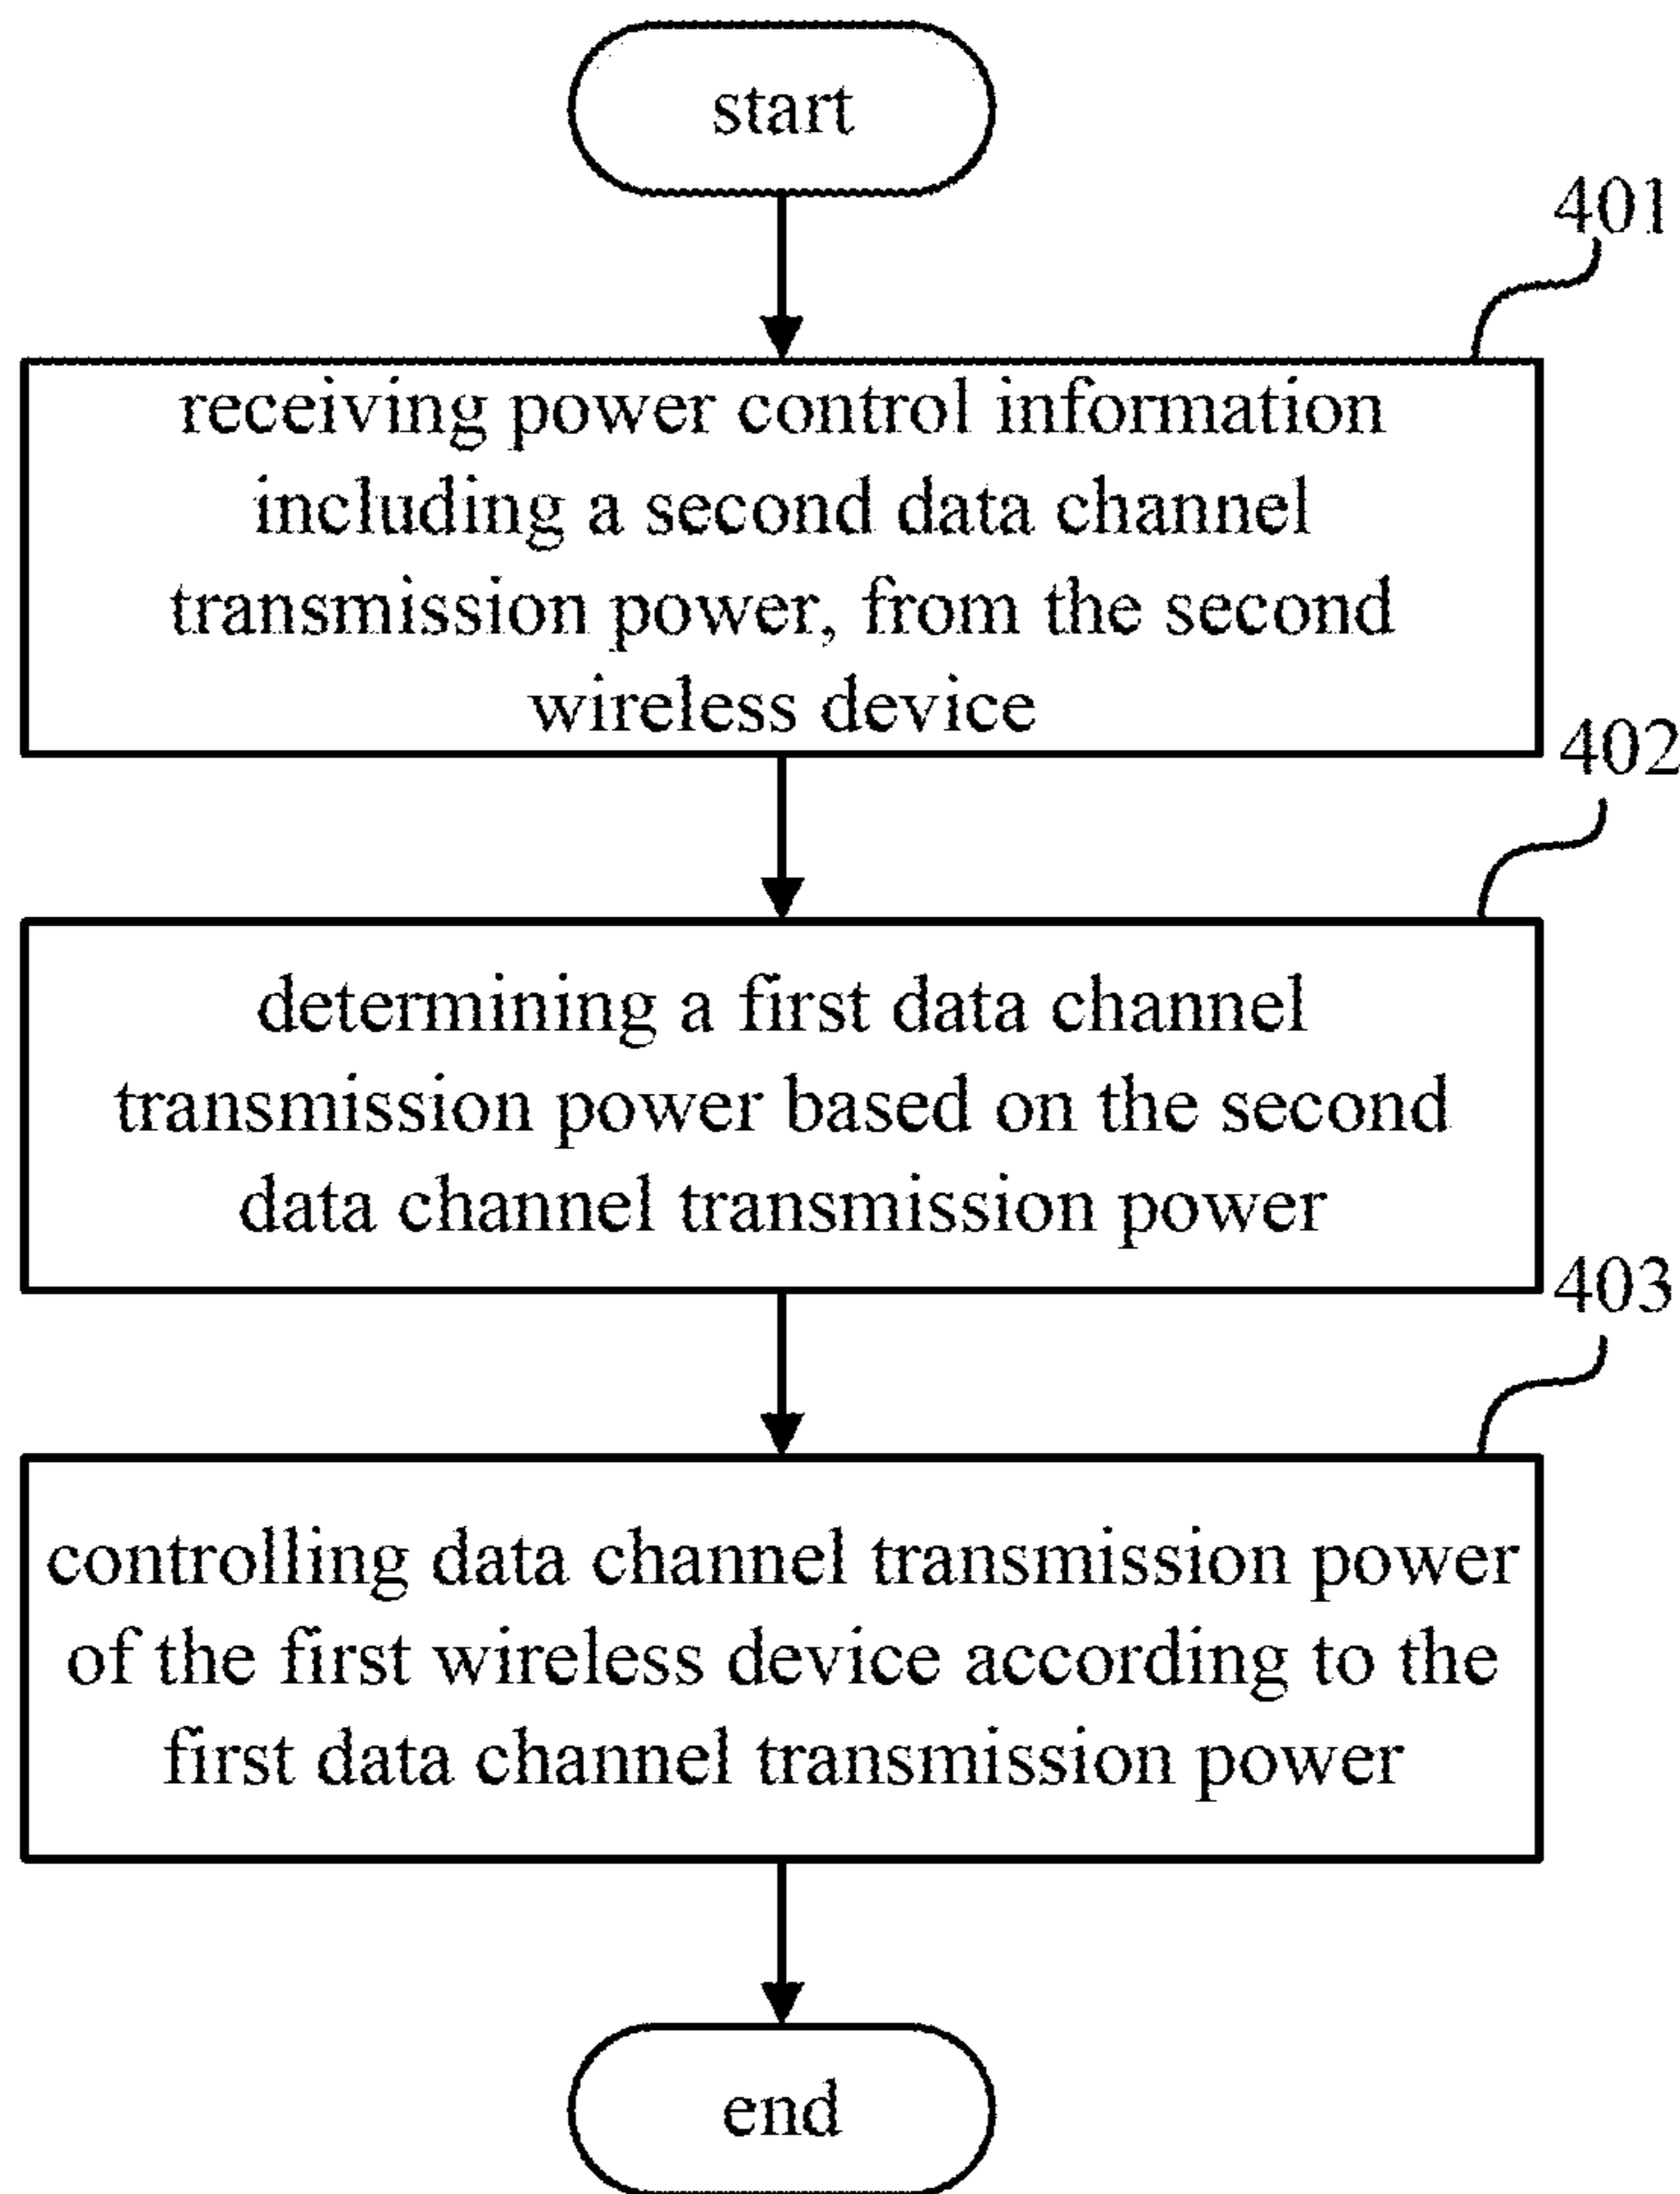 start
401
receiving power control information
including a second data channel
transmission power, from the second
wireless device
402
determining a first data channel
transmission power based on the second
data channel transmission power
403
controlling data channel transmission power
of the first wireless device according to the
first data channel transmission power
end